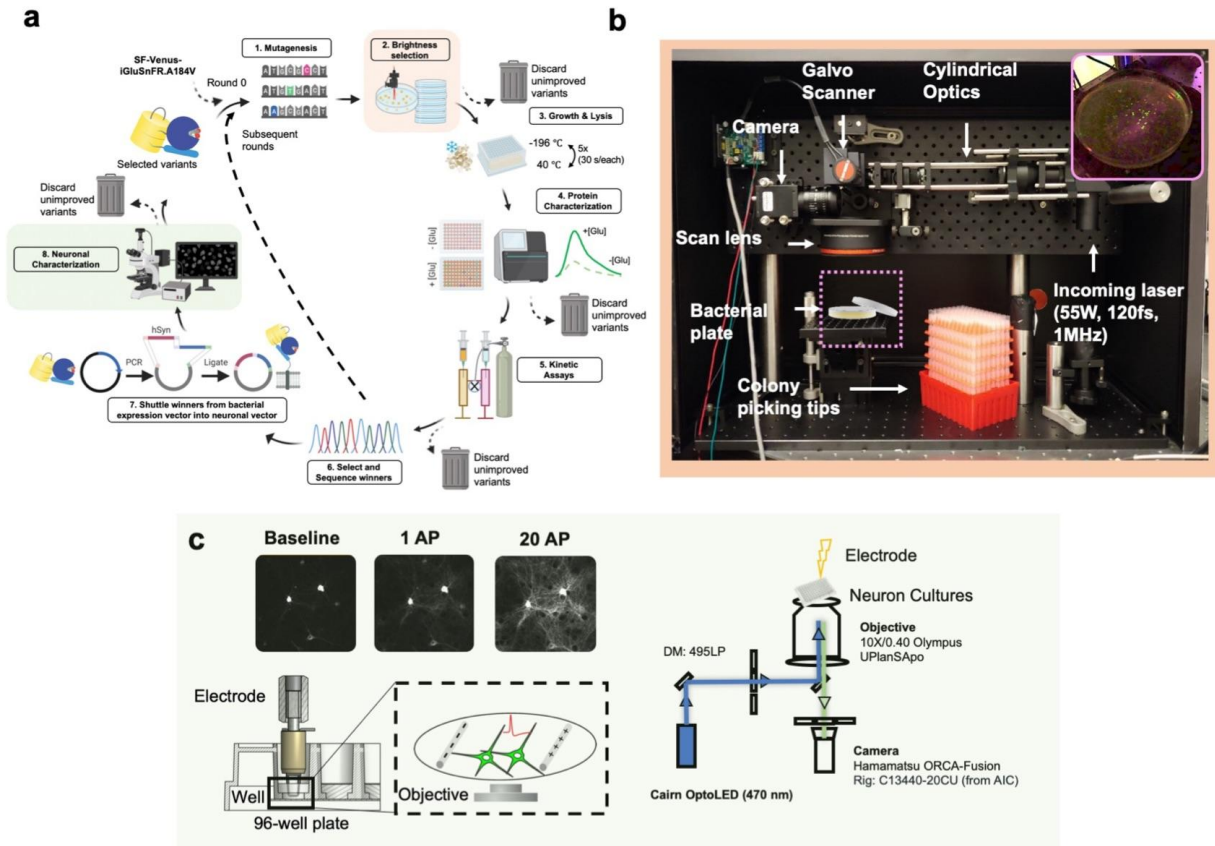 a
SF-Venus-
iGluSnFR.A184V
Round 0
1. Mutagenesis
Subsequent
rounds
2. Brightness
selection
Discard
unimproved
variants
3. Growth & Lysis
-196 ℃
40 ℃
5x
(30 s/each)
4. Protein
Characterization
- [Glu]
+ [Glu]
+[Glu]
-[Glu]
Discard
unimproved
variants
5. Kinetic
Assays
Discard
unimproved
variants
6. Select and
Sequence winners
7. Shuttle winners from bacterial
expression vector into neuronal vector
PCR
hSyn
Ligate
8. Neuronal
Characterization
Discard
unimproved
variants
Selected variants
b
Galvo
Scanner
Cylindrical
Optics
Camera
Scan lens
Bacterial
plate
Incoming laser
(55W, 120fs,
1MHz)
Colony
picking tips
c
Baseline
1 AP
20 AP
Electrode
Well
96-well plate
Objective
Electrode
Neuron Cultures
Objective
10X/0.40 Olympus
UPlanSApo
DM: 495LP
Camera
Hamamatsu ORCA-Fusion
Rig: C13440-20CU (from AIC)
Cairn OptoLED (470 nm)